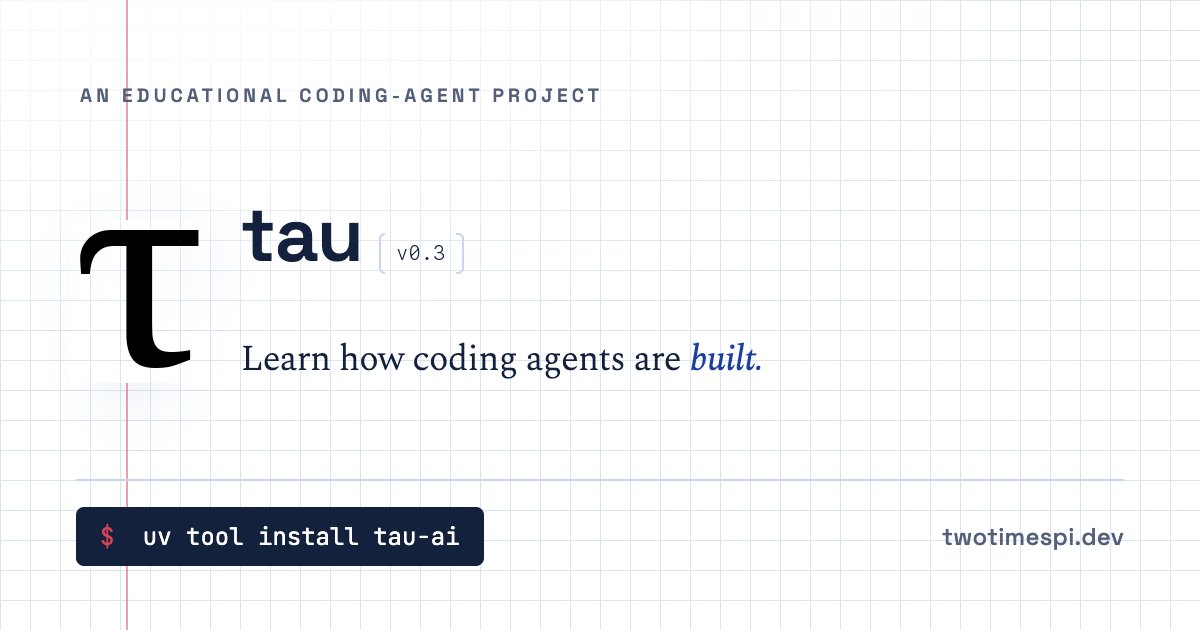 AN EDUCATIONAL CODING-AGENT PROJECT
τ
tau [ v0.3 ]
Learn how coding agents are built.
$ uv tool install tau-ai
twotimespi.dev